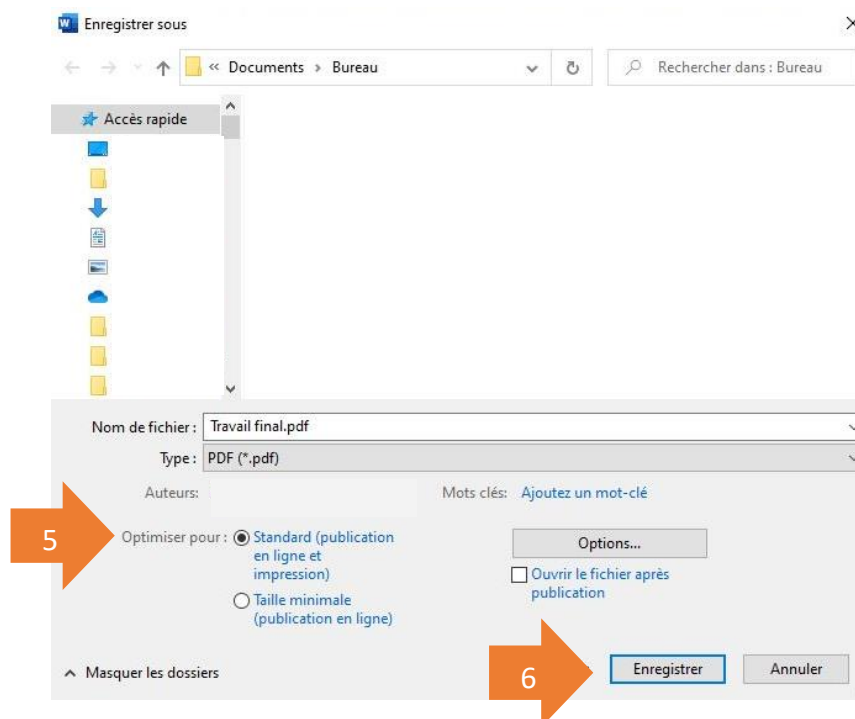 Enregistrer sous
« Documents > Bureau
Rechercher dans : Bureau
Accès rapide
Nom de fichier : Travail final.pdf
Type : PDF (*.pdf)
Auteurs:
Mots clés: Ajoutez un mot-clé
5
Optimiser pour : Standard (publication
en ligne et
impression)
Taille minimale
(publication en ligne)
Options...
Ouvrir le fichier après
publication
Masquer les dossiers
6
Enregistrer
Annuler